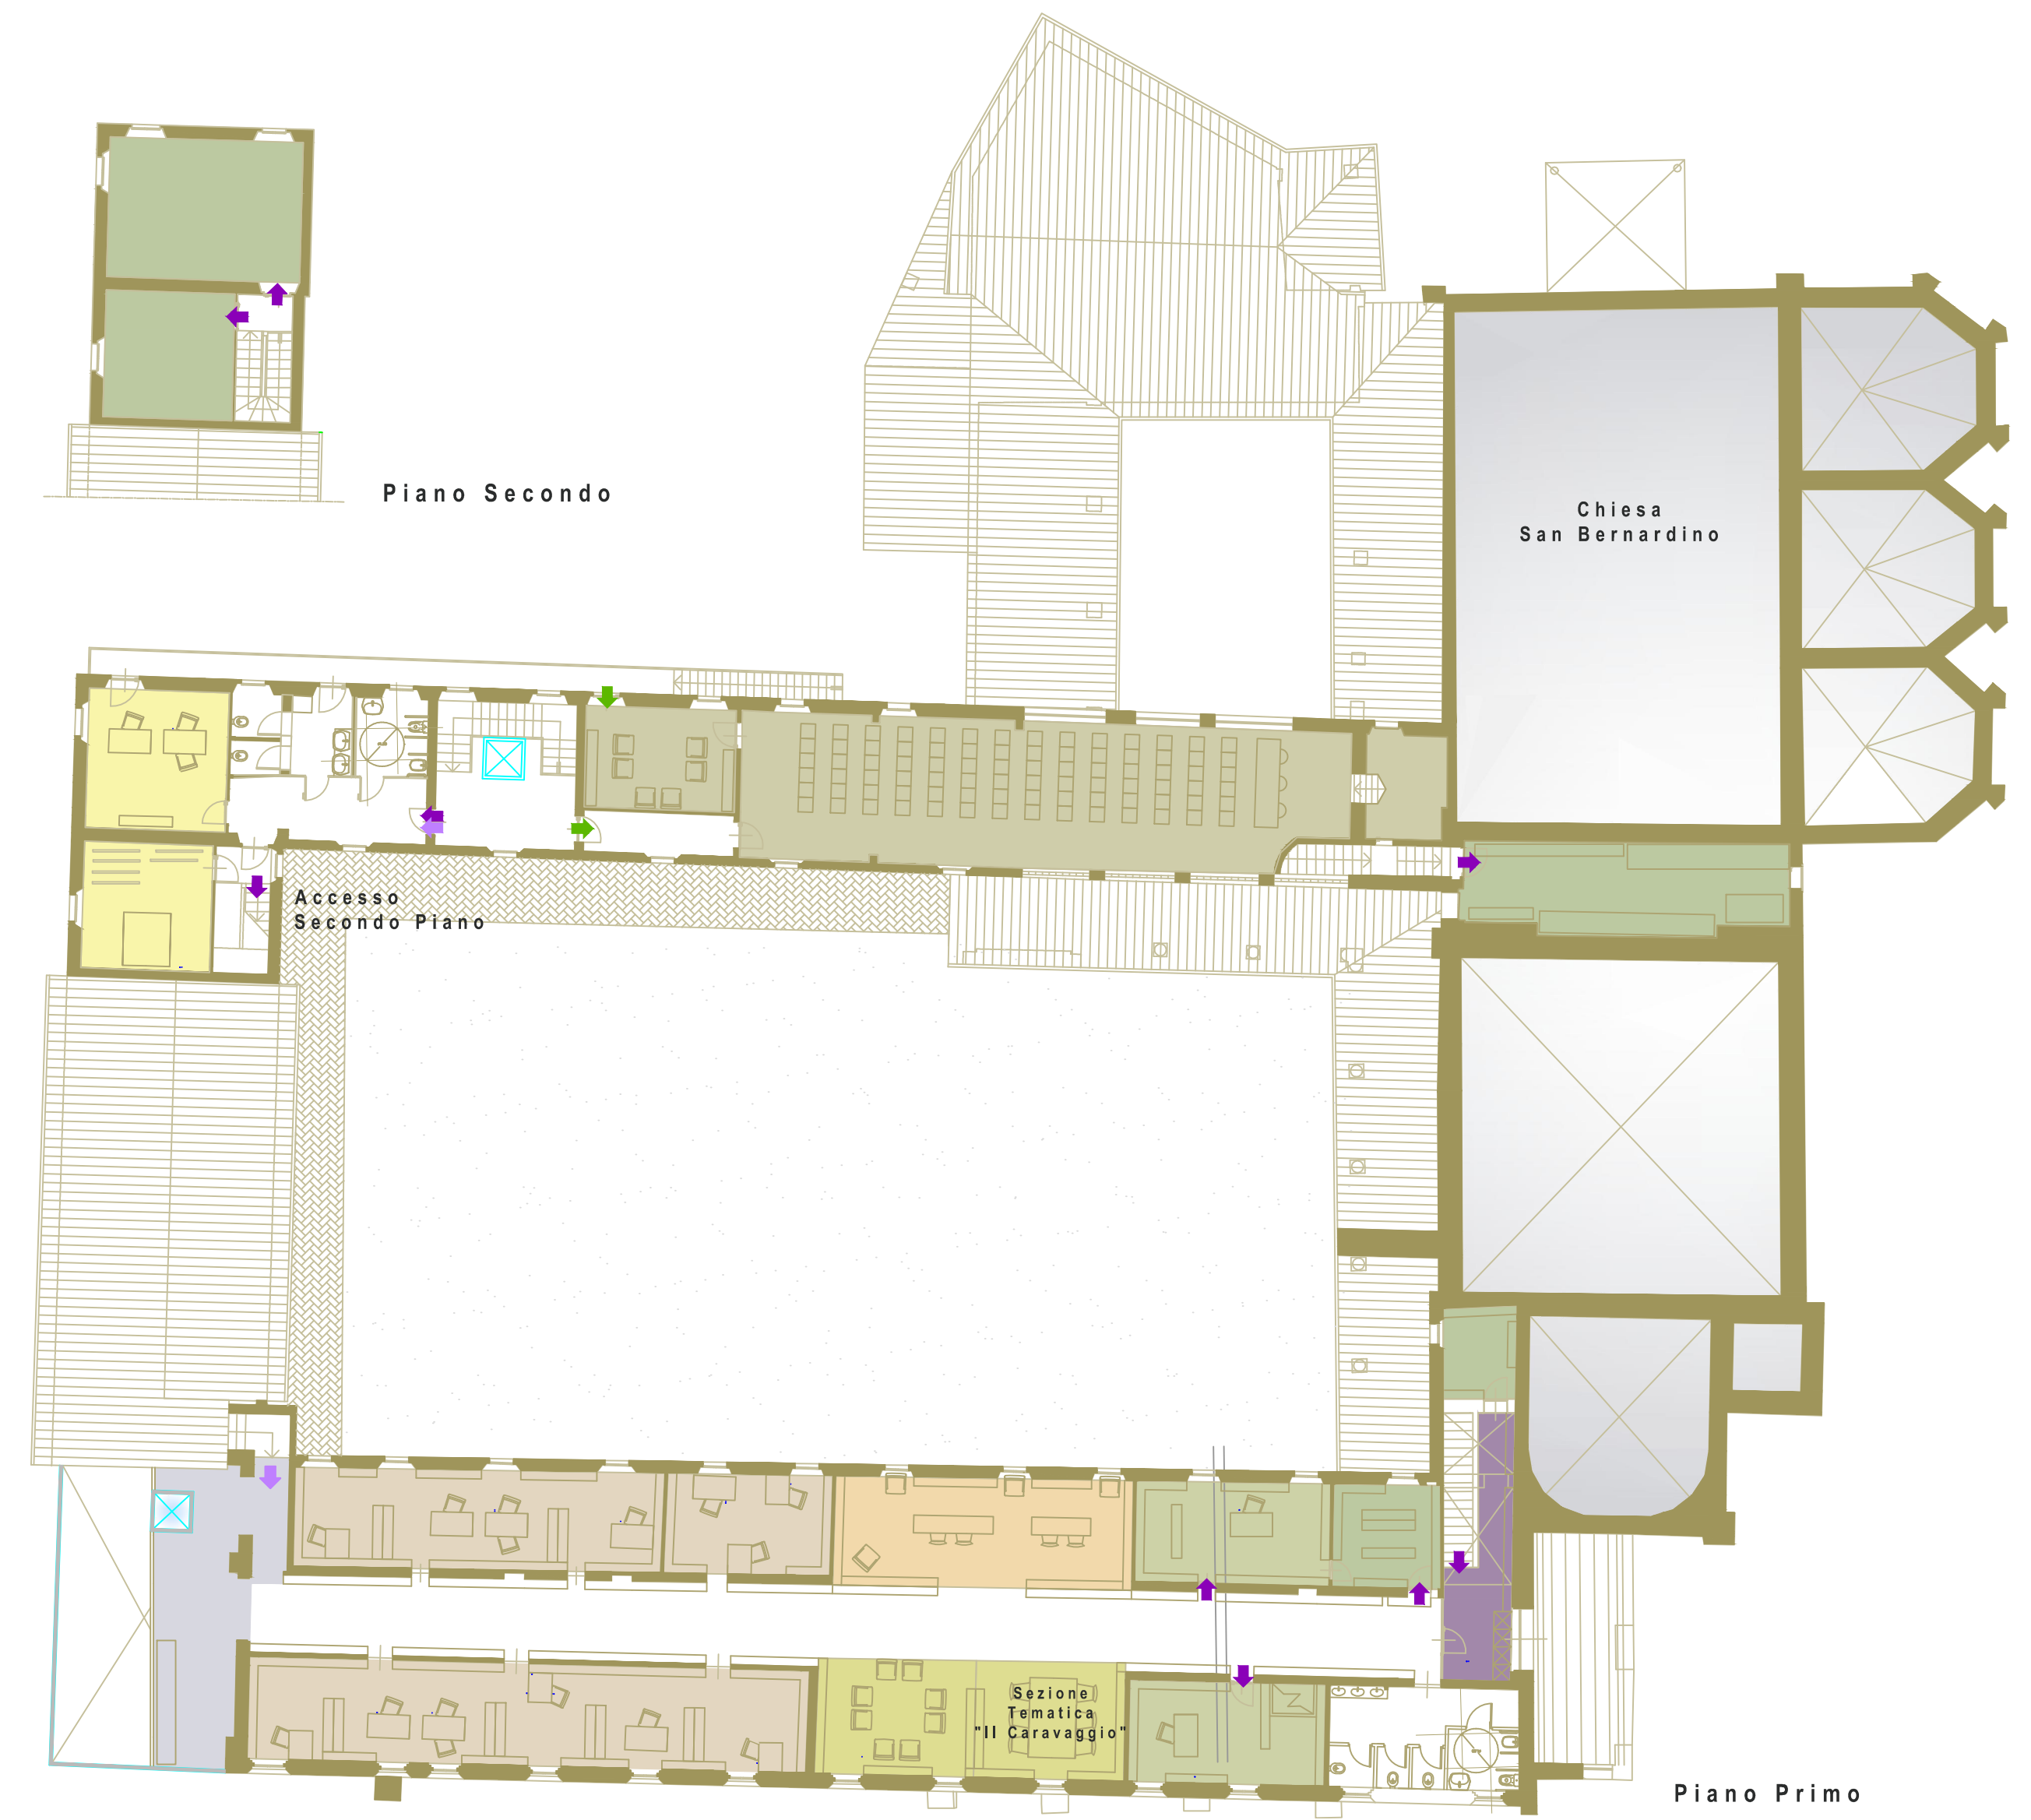 Piano Secondo
Chiesa
San Bernardino
Accesso
Secondo Piano
Sezione
Tematica
"Il Caravaggio"
Piano Primo